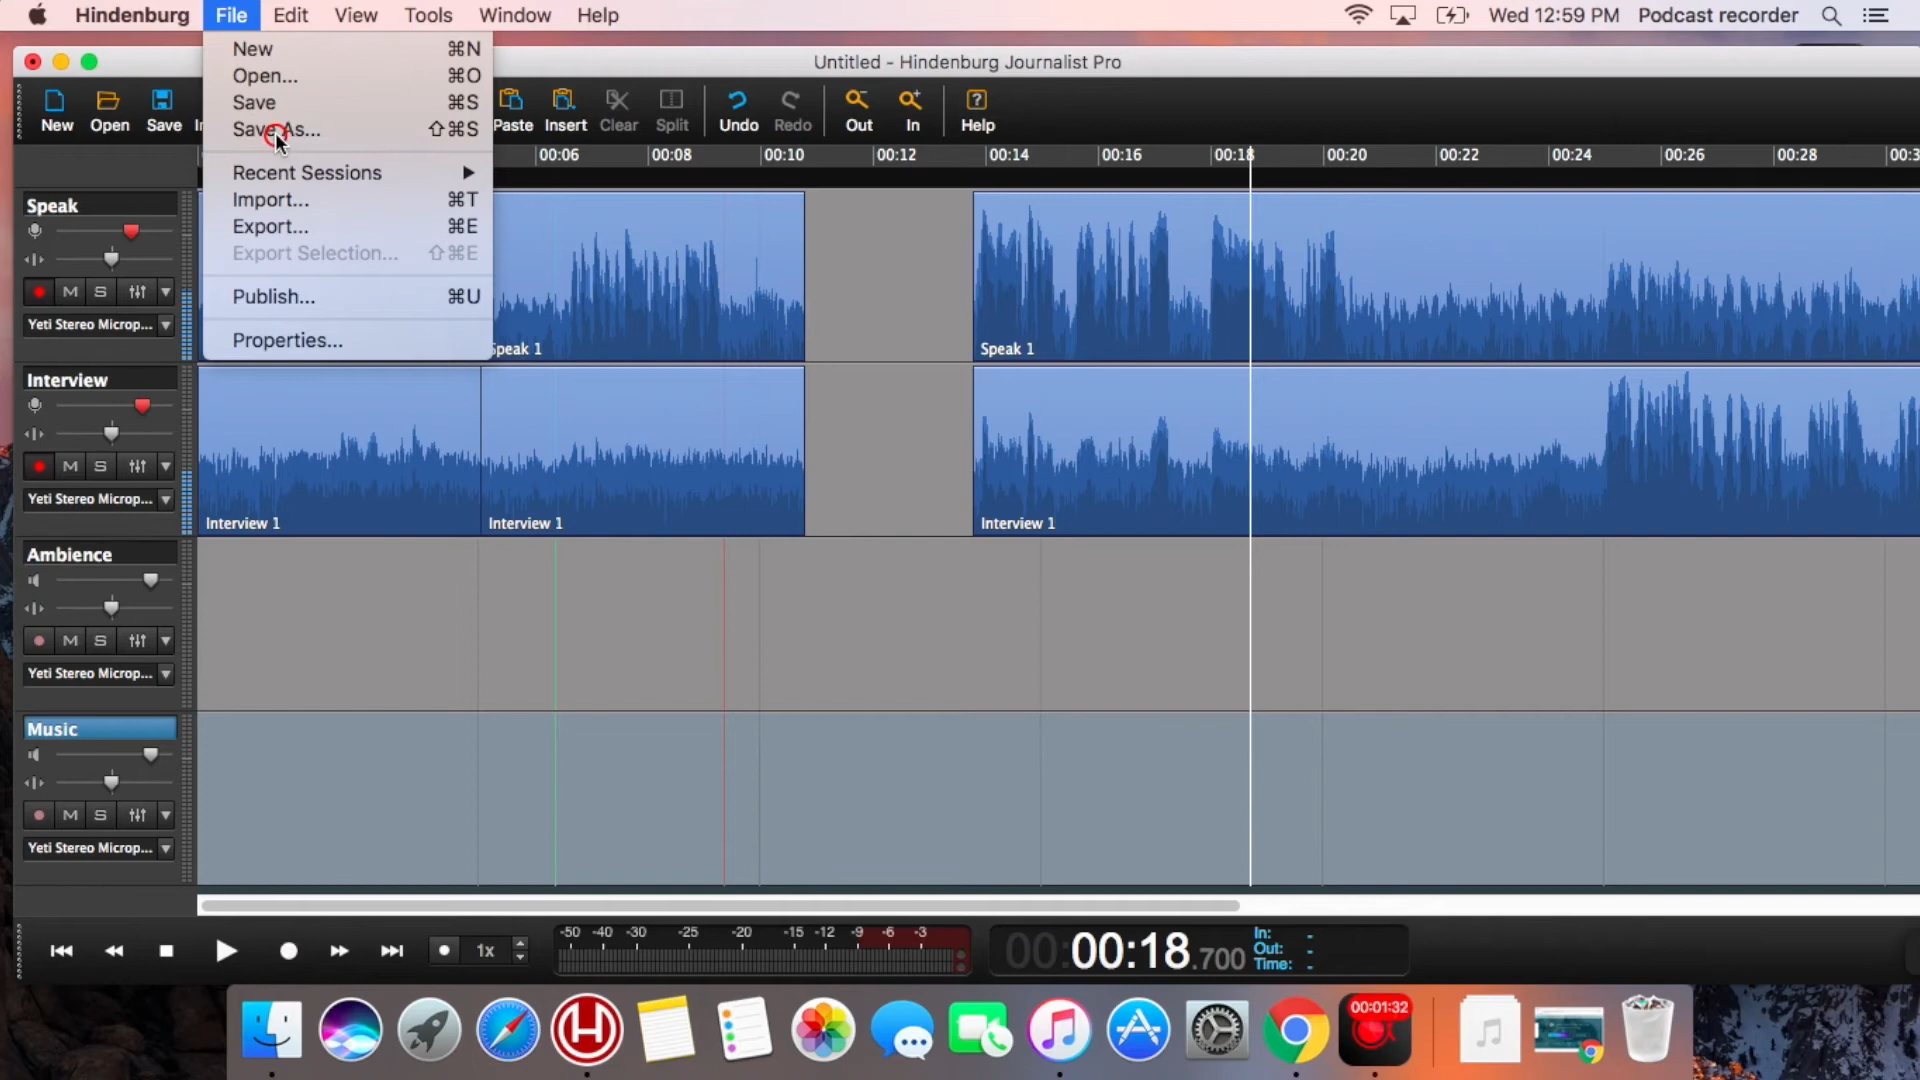 Hindenburg File Edit View Tools Window Help Wed 12:59 PM Podcast recorder
New ⌘N
Open... ⌘O
Save ⌘S
Save As... ⇧⌘S
Recent Sessions
Import... ⌘T
Export... ⌘E
Export Selection... ⇧⌘E
Publish... ⌘U
Properties...
Untitled - Hindenburg Journalist Pro
New Open Save Paste Insert Clear Split Undo Redo Out In Help
00:06 00:08 00:10 00:12 00:14 00:16 00:18 00:20 00:22 00:24 00:26 00:28
Speak
M S
Yeti Stereo Microp...
Speak 1 Speak 1
Interview
M S
Yeti Stereo Microp...
Interview 1 Interview 1 Interview 1
Ambience
M S
Yeti Stereo Microp...
Music
M S
Yeti Stereo Microp...
1x
-50 -40 -30 -25 -20 -15 -12 -9 -6 -3
00:00:18.700
In: -
Out: -
Time: -
00:01:32